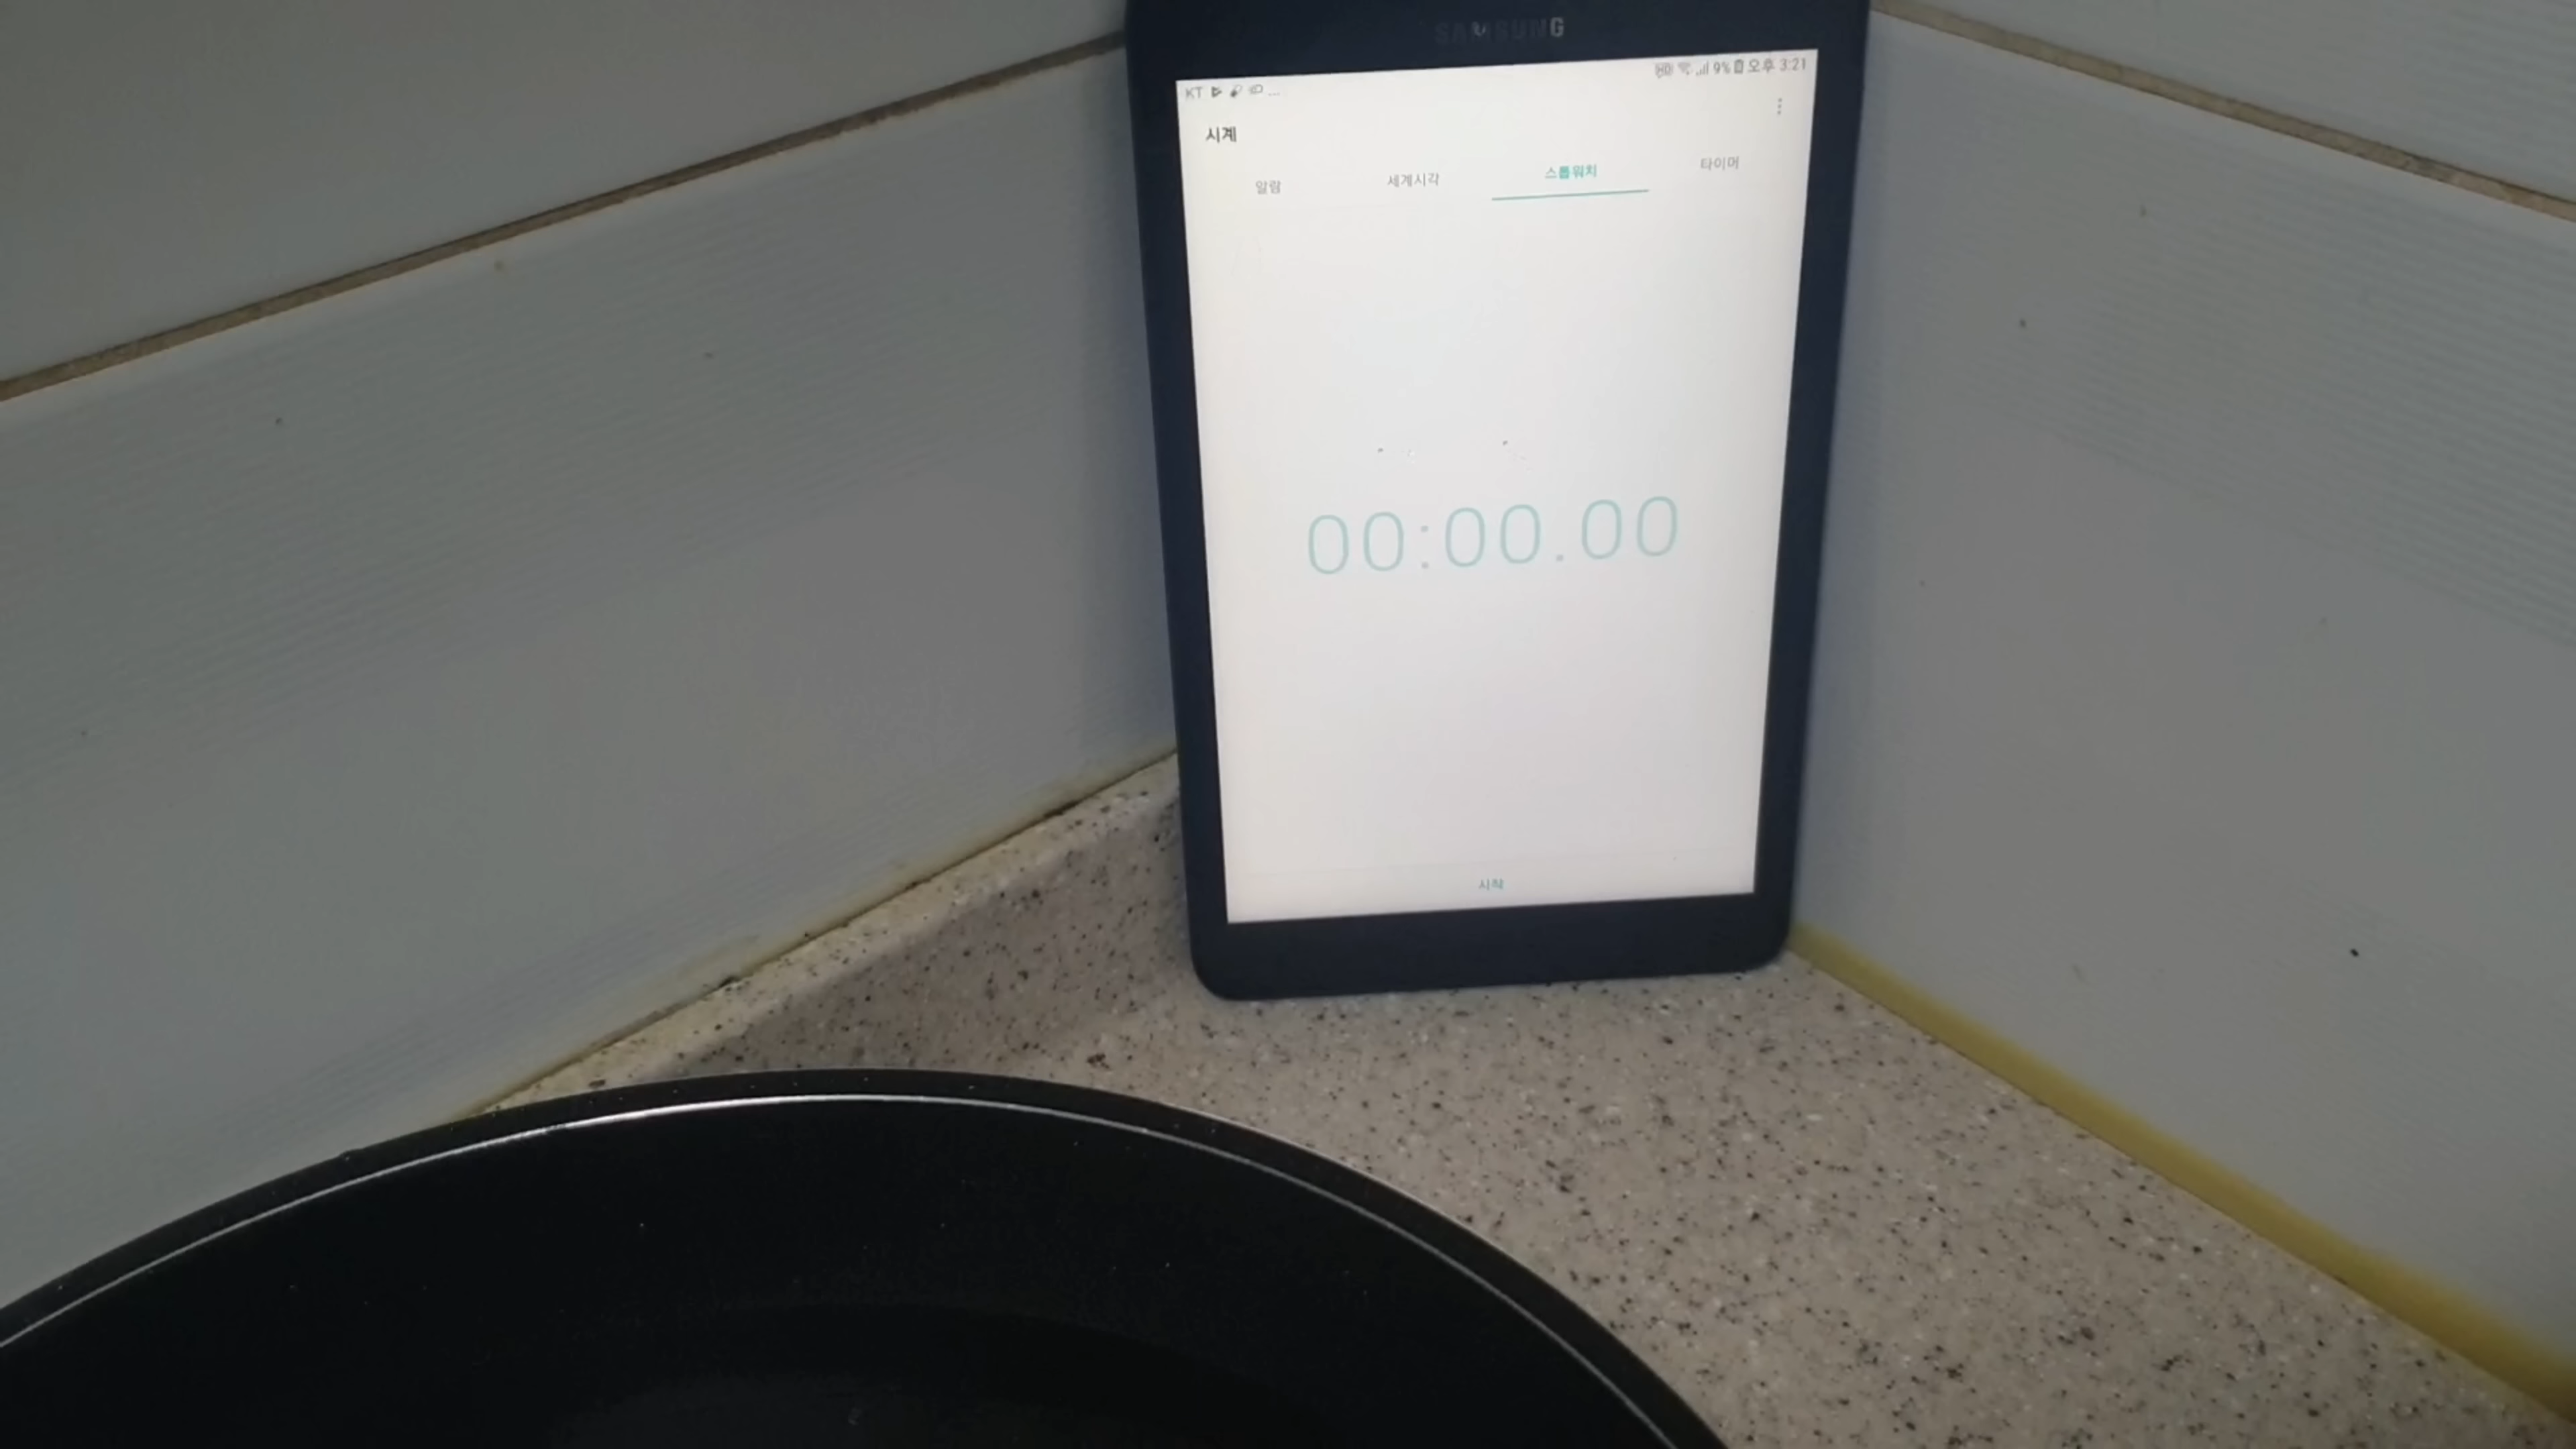 SAMSUNG
KT ... 9% 오후 3:21
시계
알람 세계시각 스톱워치 타이머
00:00.00
시작